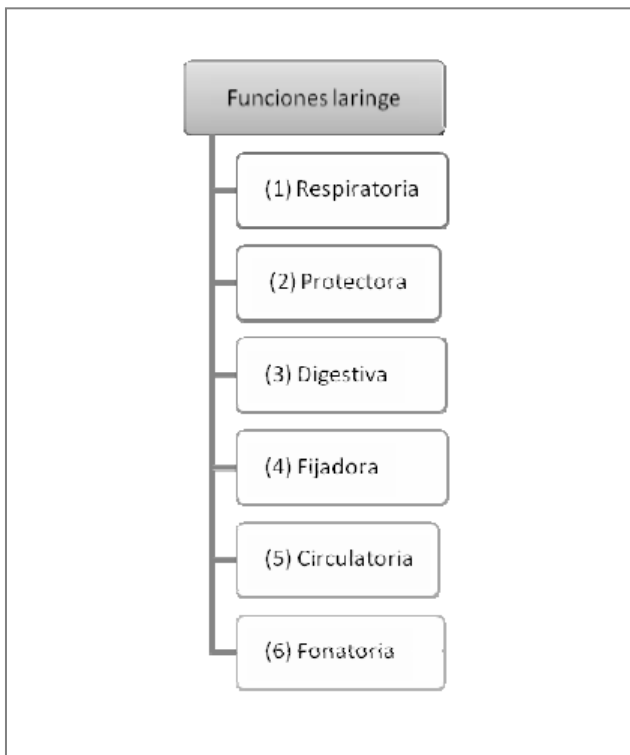 Funciones laringe
(1) Respiratoria
(2) Protectora
(3) Digestiva
(4) Fijadora
(5) Circulatoria
(6) Fonatoria